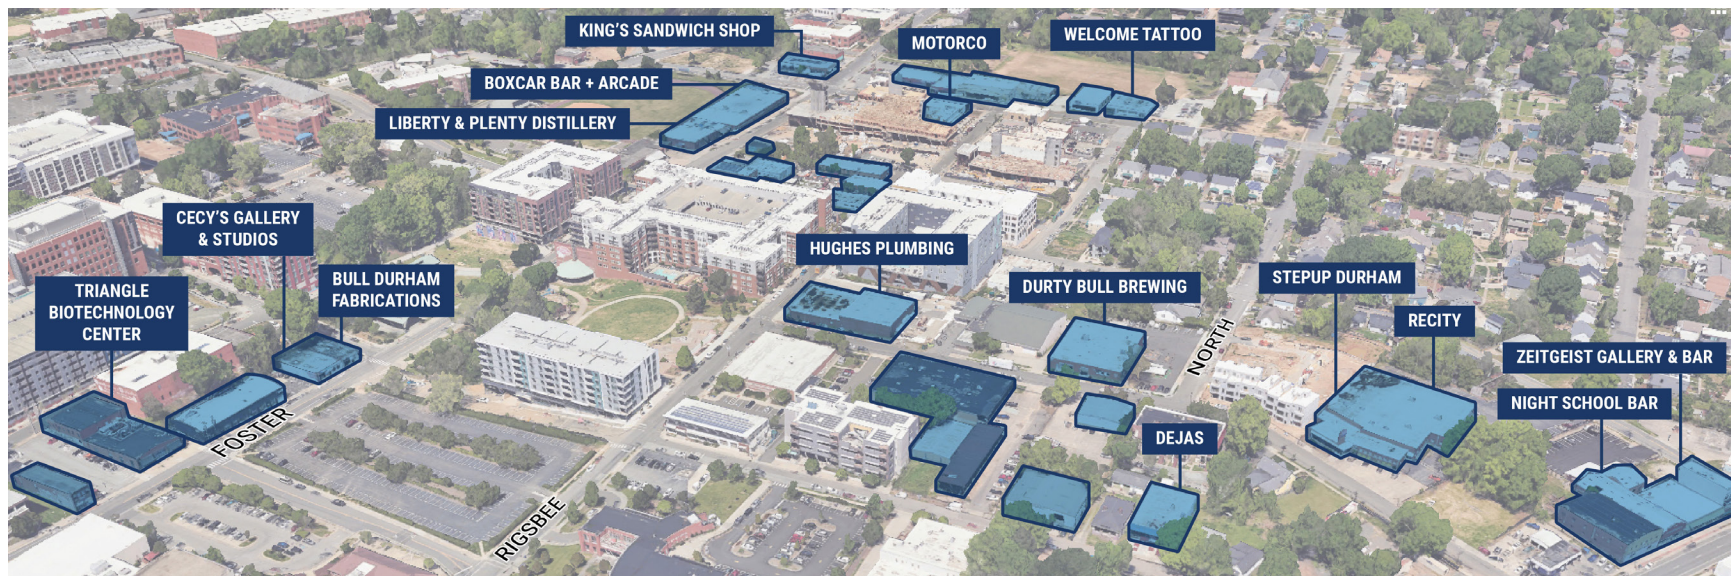 KING'S SANDWICH SHOP
MOTORCO
WELCOME TATTOO
BOXCAR BAR + ARCADE
LIBERTY & PLENTY DISTILLERY
CECY'S GALLERY
& STUDIOS
HUGHES PLUMBING
BULL DURHAM
FABRICATIONS
STEPUP DURHAM
DURTY BULL BREWING
TRIANGLE
BIOTECHNOLOGY
CENTER
RECITY
NORTH
ZEITGEIST GALLERY & BAR
NIGHT SCHOOL BAR
FOSTER
DEJAS
RIGSBEE